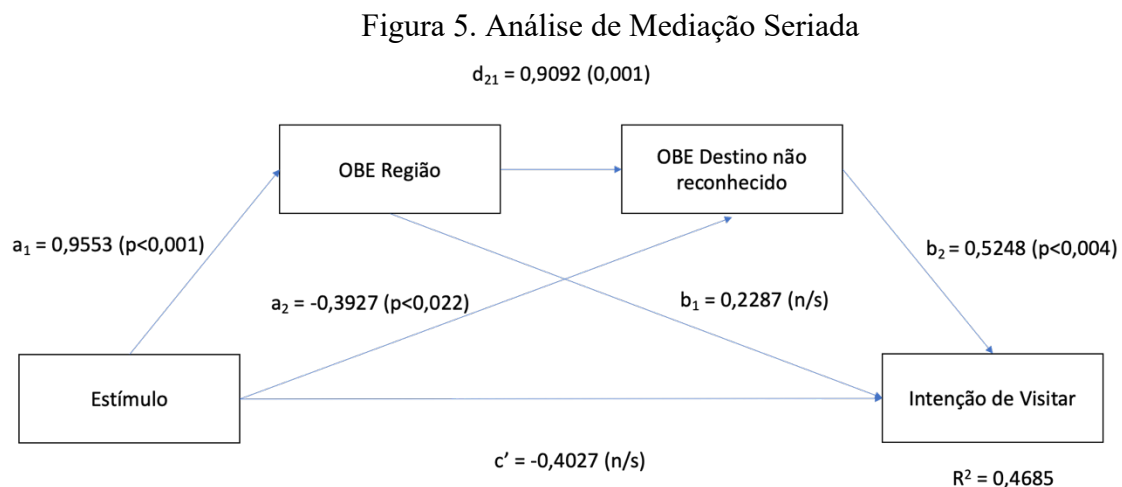 Figura 5. Análise de Mediação Seriada
d₂₁ = 0,9092 (0,001)
OBE Região
OBE Destino não
reconhecido
a₁ = 0,9553 (p<0,001)
b₂ = 0,5248 (p<0,004)
a₂ = -0,3927 (p<0,022)
b₁ = 0,2287 (n/s)
Estímulo
Intenção de Visitar
c’ = -0,4027 (n/s)
R² = 0,4685